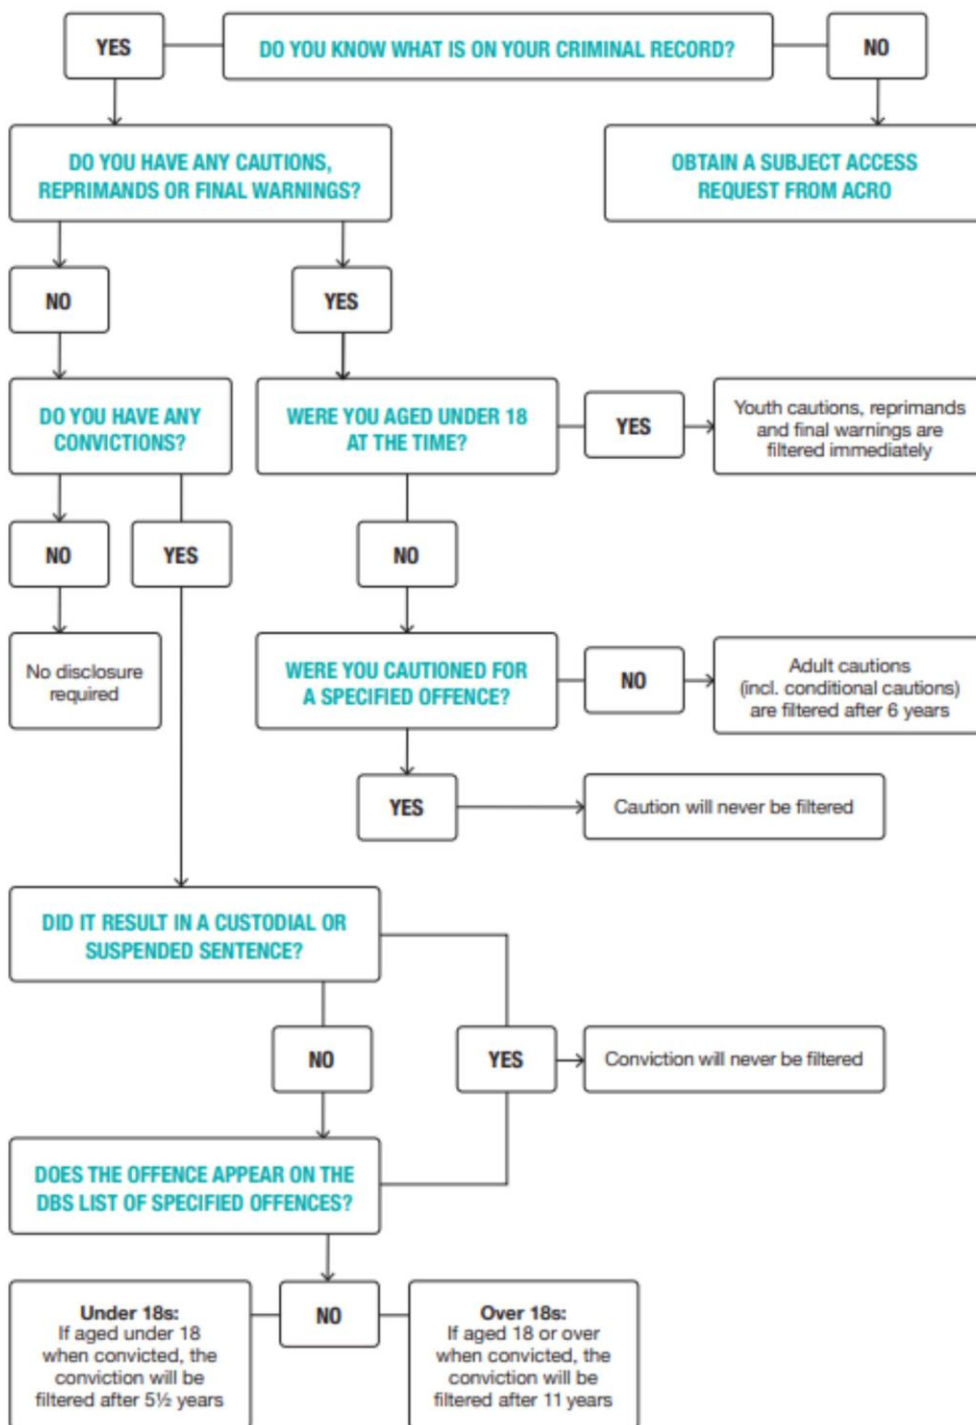 YES
DO YOU KNOW WHAT IS ON YOUR CRIMINAL RECORD?
NO
DO YOU HAVE ANY CAUTIONS,
REPRIMANDS OR FINAL WARNINGS?
OBTAIN A SUBJECT ACCESS
REQUEST FROM ACRO
NO
YES
DO YOU HAVE ANY
CONVICTIONS?
WERE YOU AGED UNDER 18
AT THE TIME?
YES
Youth cautions, reprimands
and final warnings are
filtered immediately
NO
YES
NO
No disclosure
required
WERE YOU CAUTIONED FOR
A SPECIFIED OFFENCE?
NO
Adult cautions
(incl. conditional cautions)
are filtered after 6 years
YES
Caution will never be filtered
DID IT RESULT IN A CUSTODIAL OR
SUSPENDED SENTENCE?
NO
YES
Conviction will never be filtered
DOES THE OFFENCE APPEAR ON THE
DBS LIST OF SPECIFIED OFFENCES?
Under 18s:
If aged under 18
when convicted, the
conviction will be
filtered after 5½ years
NO
Over 18s:
If aged 18 or over
when convicted, the
conviction will be
filtered after 11 years